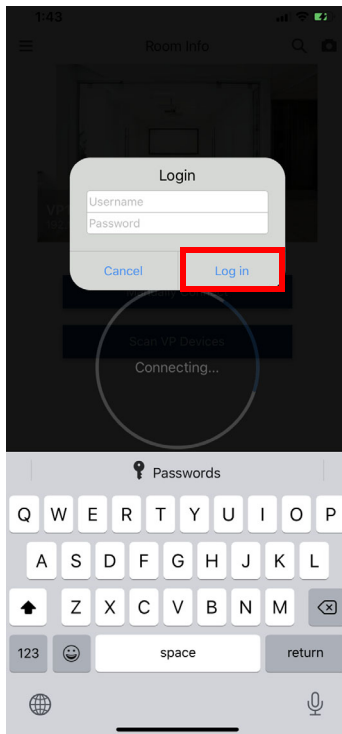 1:43
Room Info
Login
Username
Password
Cancel
Log in
Scan VP Devices
Connecting...
Passwords
Q W E R T Y U I O P
A S D F G H J K L
Z X C V B N M
123 space return